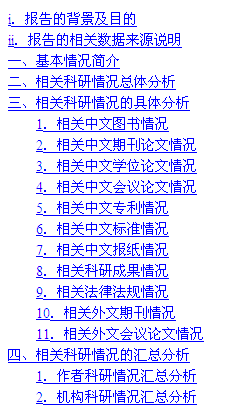 i．报告的背景及目的
ii．报告的相关数据来源说明
一、基本情况简介
二、相关科研情况总体分析
三、相关科研情况的具体分析
1．相关中文图书情况
2．相关中文期刊论文情况
3．相关中文学位论文情况
4．相关中文会议论文情况
5．相关中文专利情况
6．相关中文标准情况
7．相关中文报纸情况
8．相关科研成果情况
9．相关法律法规情况
10．相关外文期刊情况
11．相关外文会议论文情况
四、相关科研情况的汇总分析
1．作者科研情况汇总分析
2．机构科研情况汇总分析